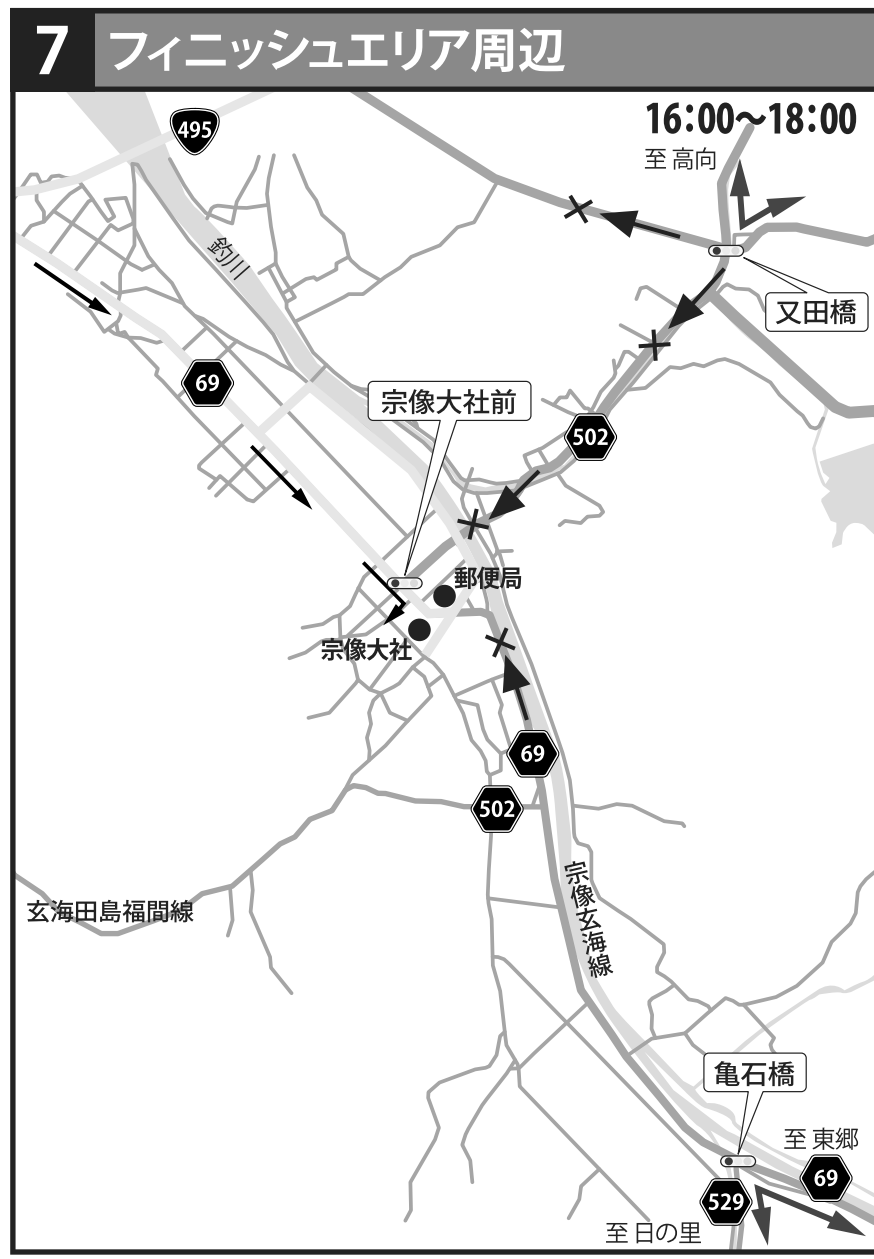 7 フィニッシュエリア周辺
16:00〜18:00
495
至 高向
釣川
又田橋
69
宗像大社前
502
郵便局
宗像大社
69
502
宗像玄海線
玄海田島福間線
亀石橋
至 東郷
69
529
至 日の里